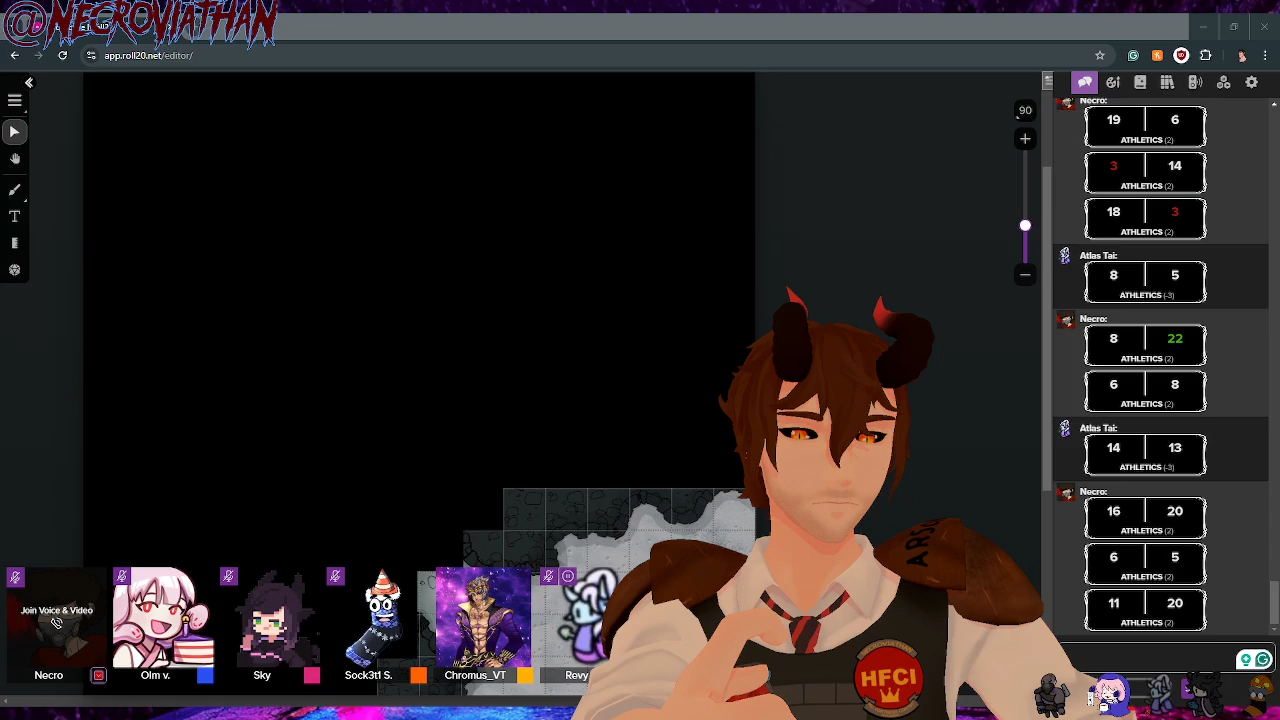 @NECROVIATHAN
app.roll20.net/editor/
90
Necro:
19 6
ATHLETICS (2)
3 14
ATHLETICS (2)
18 3
ATHLETICS (2)
Atlas Tai:
8 5
ATHLETICS (-3)
Necro:
8 22
ATHLETICS (2)
6 8
ATHLETICS (2)
Atlas Tai:
14 13
ATHLETICS (-3)
Necro:
16 20
ATHLETICS (2)
6 5
ATHLETICS (2)
11 20
ATHLETICS (2)
Join Voice & Video
Necro
Olm v.
Sky
Sock3t1 S.
Chromus_VT
Revy
HFCI